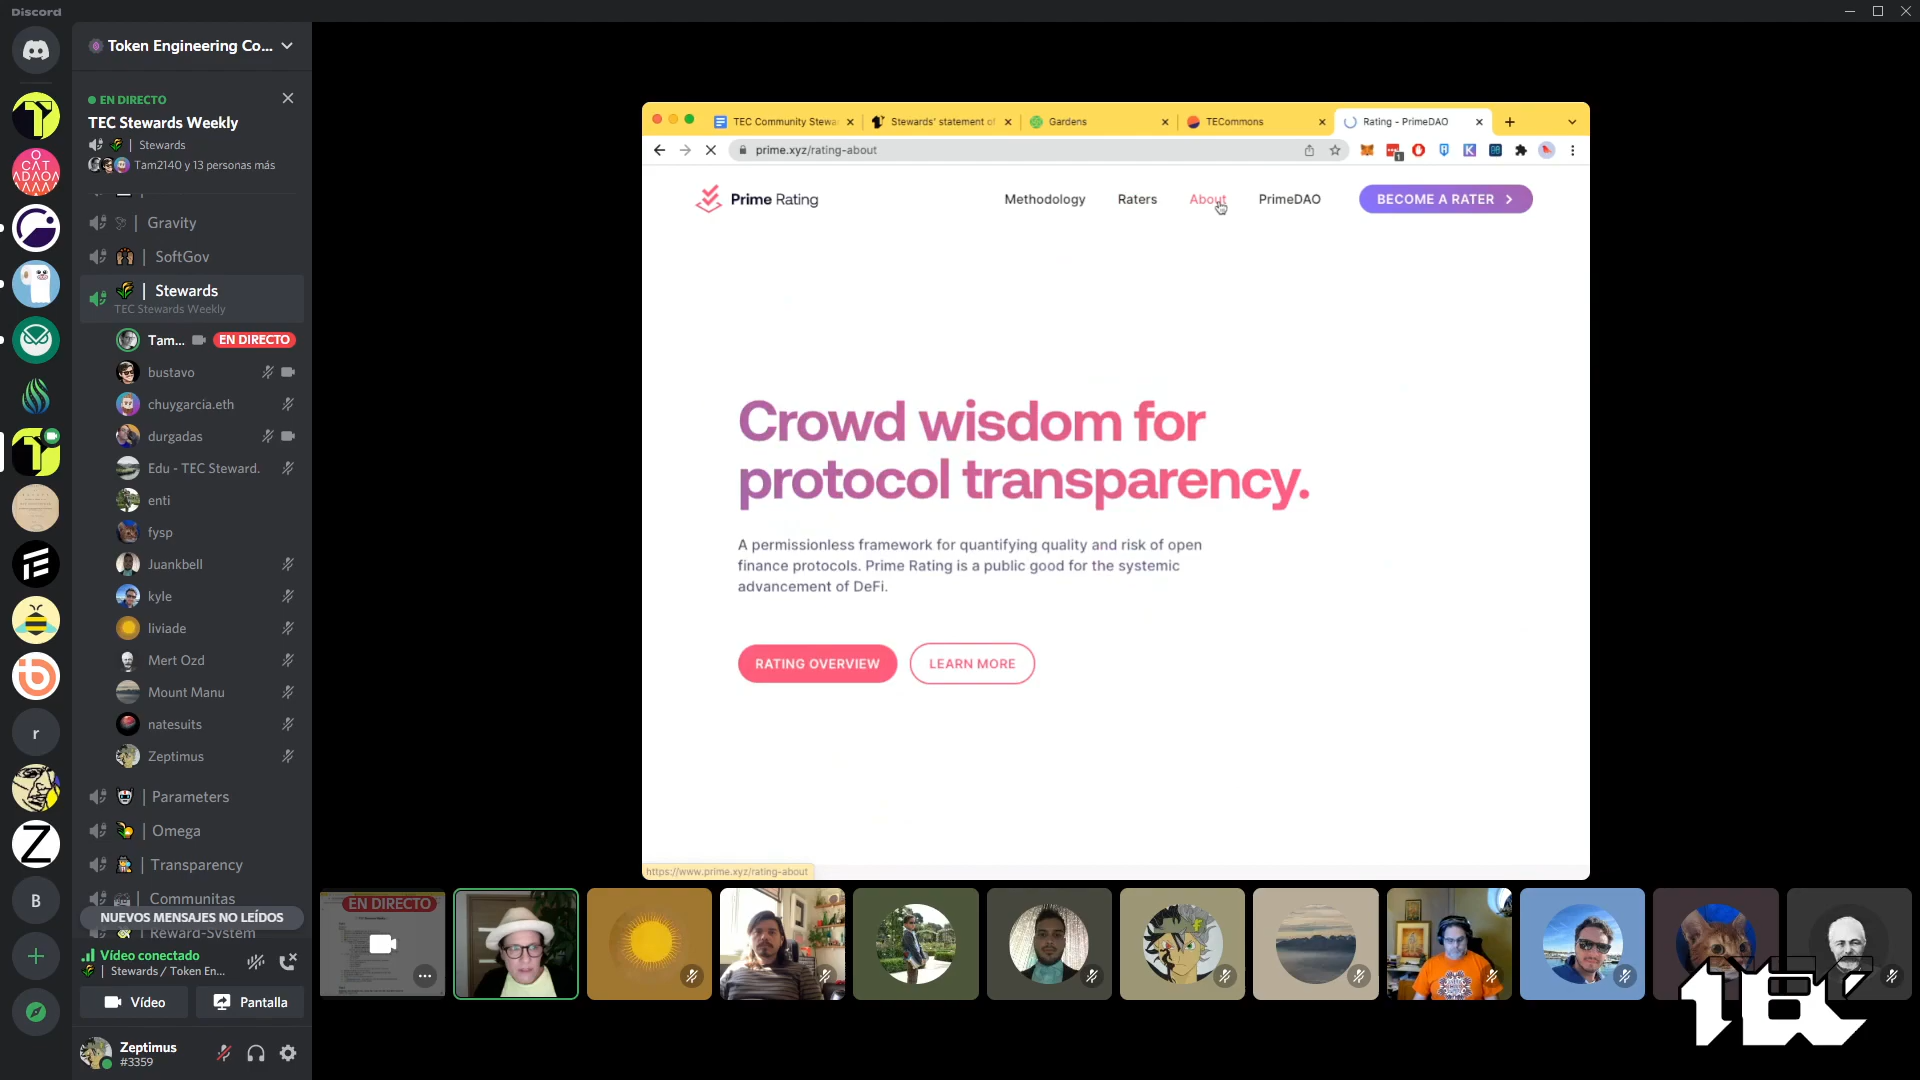 Discord
Token Engineering Co...
EN DIRECTO
TEC Stewards Weekly
| Stewards
Tam2140 y 13 personas más
| Gravity
| SoftGov
| Stewards
TEC Stewards Weekly
Tam... EN DIRECTO
bustavo
chuygarcia.eth
durgadas
Edu - TEC Steward.
enti
fysp
Juankbell
kyle
liviade
Mert Ozd
Mount Manu
natesuits
Zeptimus
| Parameters
| Omega
| Transparency
| Communitas
NUEVOS MENSAJES NO LEÍDOS
Reward-System
Vídeo conectado
| Stewards / Token En...
Vídeo Pantalla
Zeptimus
#3359
r
Z
B
TEC Community Stewa
Stewards' statement of
Gardens
TECommons
Rating - PrimeDAO
prime.xyz/rating-about
1
Prime Rating
Methodology Raters About PrimeDAO BECOME A RATER
Crowd wisdom for
protocol transparency.
A permissionless framework for quantifying quality and risk of open
finance protocols. Prime Rating is a public good for the systemic
advancement of DeFi.
RATING OVERVIEW LEARN MORE
https://www.prime.xyz/rating-about
EN DIRECTO
TEC